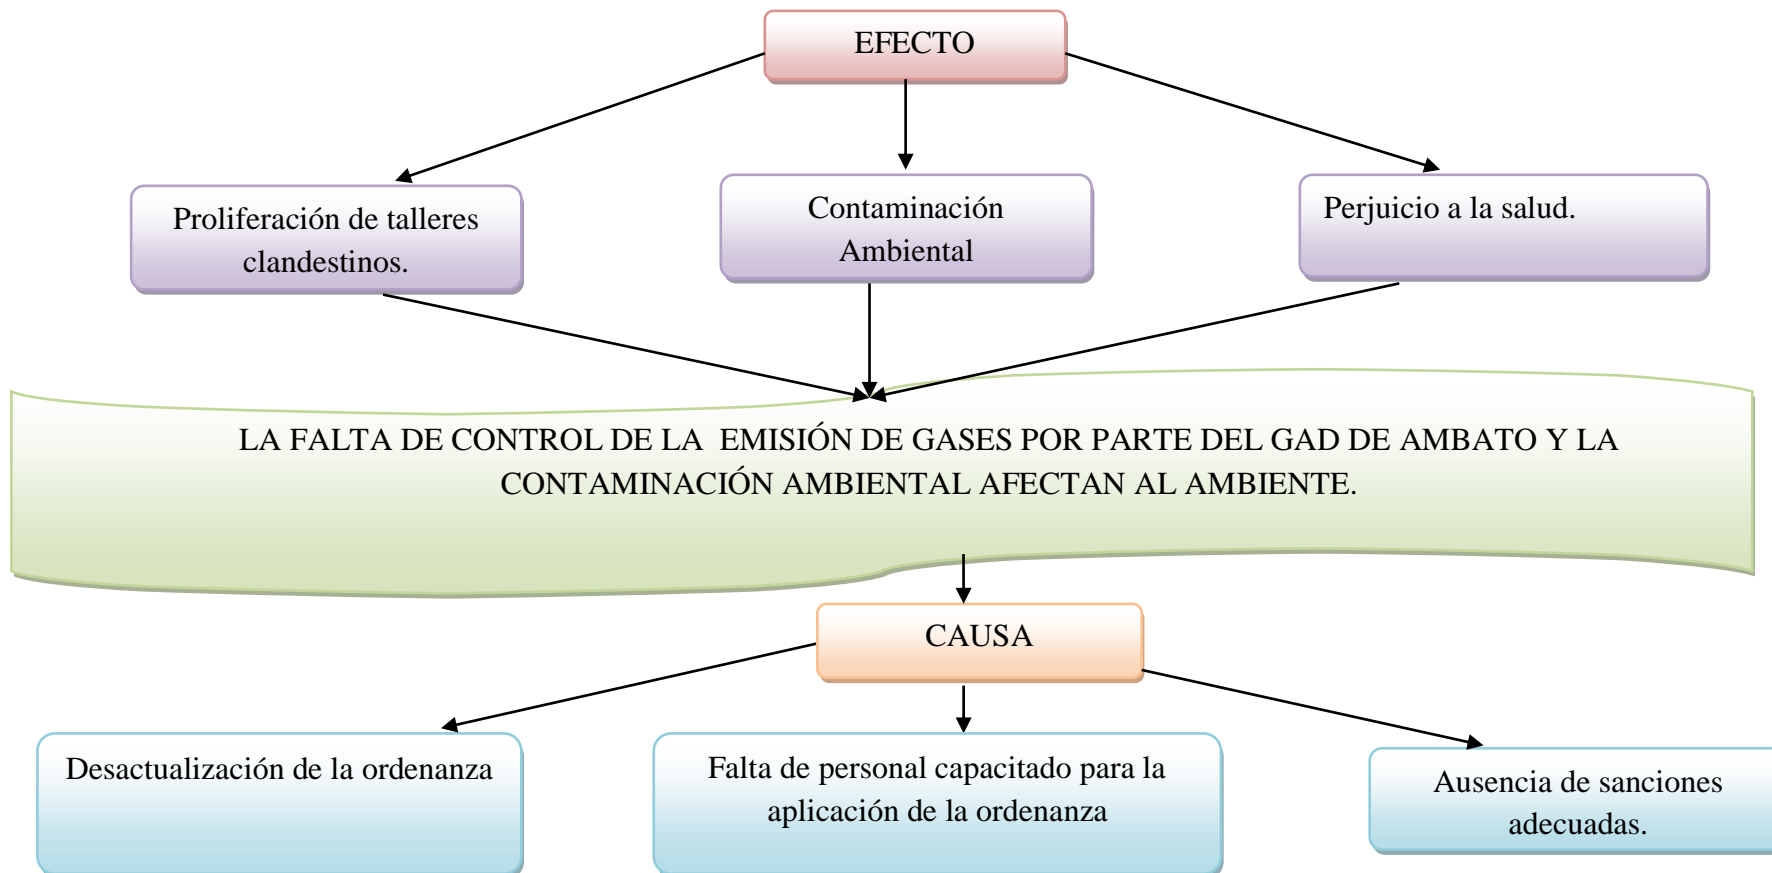 EFECTO
Proliferación de talleres
clandestinos.
Contaminación
Ambiental
Perjuicio a la salud.
LA FALTA DE CONTROL DE LA  EMISIÓN DE GASES POR PARTE DEL GAD DE AMBATO Y LA
CONTAMINACIÓN AMBIENTAL AFECTAN AL AMBIENTE.
CAUSA
Desactualización de la ordenanza
Falta de personal capacitado para la
aplicación de la ordenanza
Ausencia de sanciones
adecuadas.